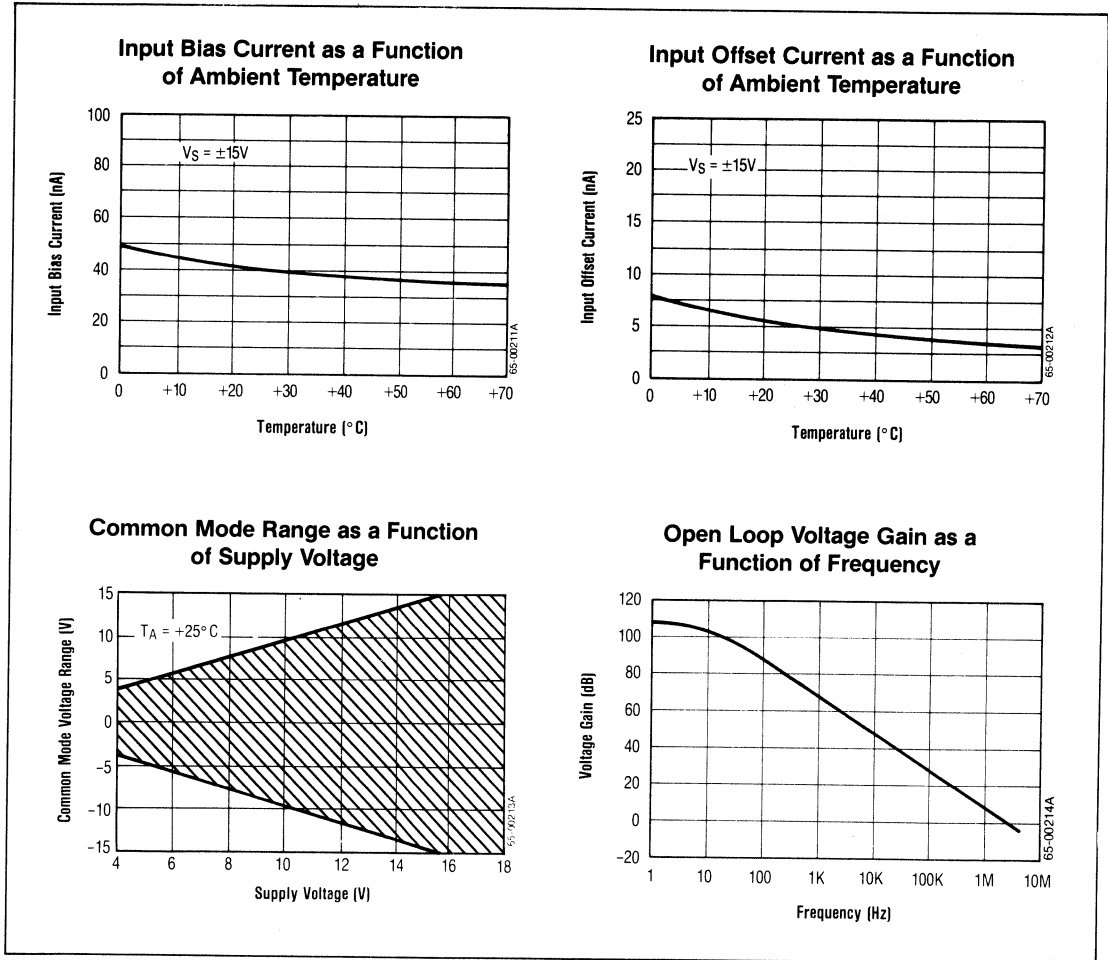 Input Bias Current as a Function
of Ambient Temperature
Input Bias Current (nA)
100
80
60
40
20
0
VS = ±15V
0 +10 +20 +30 +40 +50 +60 +70
Temperature (°C)
65-00211A
Input Offset Current as a Function
of Ambient Temperature
Input Offset Current (nA)
25
20
15
10
5
0
VS = ±15V
0 +10 +20 +30 +40 +50 +60 +70
Temperature (°C)
65-00212A
Common Mode Range as a Function
of Supply Voltage
Common Mode Voltage Range (V)
15
10
5
0
-5
-10
-15
TA = +25°C
4 6 8 10 12 14 16 18
Supply Voltage (V)
65-00213A
Open Loop Voltage Gain as a
Function of Frequency
Voltage Gain (dB)
120
100
80
60
40
20
0
-20
1 10 100 1K 10K 100K 1M 10M
Frequency (Hz)
65-00214A